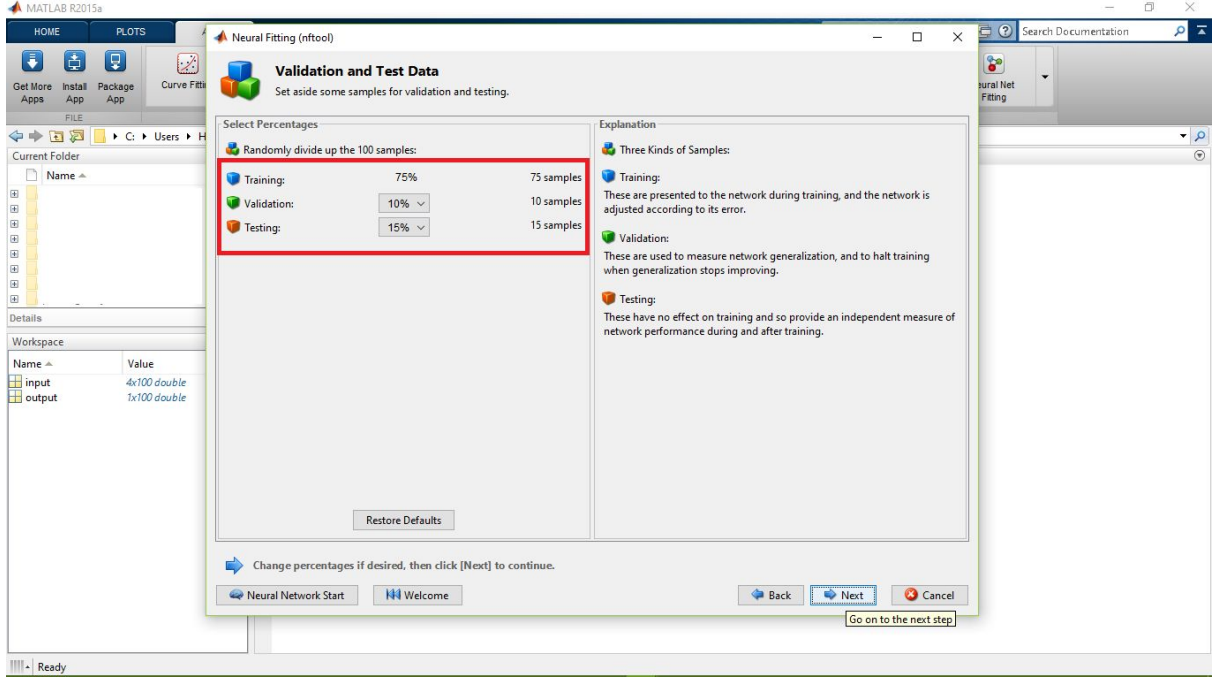 MATLAB R2015a
HOME PLOTS A
Search Documentation
Get More Apps
Install App
Package App
Curve Fitti
ural Net Fitting
FILE
C: Users H
Current Folder
Name
Details
Workspace
Name Value
input 4x100 double
output 1x100 double
Ready
Neural Fitting (nftool)
Validation and Test Data
Set aside some samples for validation and testing.
Select Percentages
Randomly divide up the 100 samples:
Training: 75% 75 samples
Validation: 10% 10 samples
Testing: 15% 15 samples
Restore Defaults
Explanation
Three Kinds of Samples:
Training:
These are presented to the network during training, and the network is
adjusted according to its error.
Validation:
These are used to measure network generalization, and to halt training
when generalization stops improving.
Testing:
These have no effect on training and so provide an independent measure of
network performance during and after training.
Change percentages if desired, then click [Next] to continue.
Neural Network Start Welcome Back Next Cancel
Go on to the next step